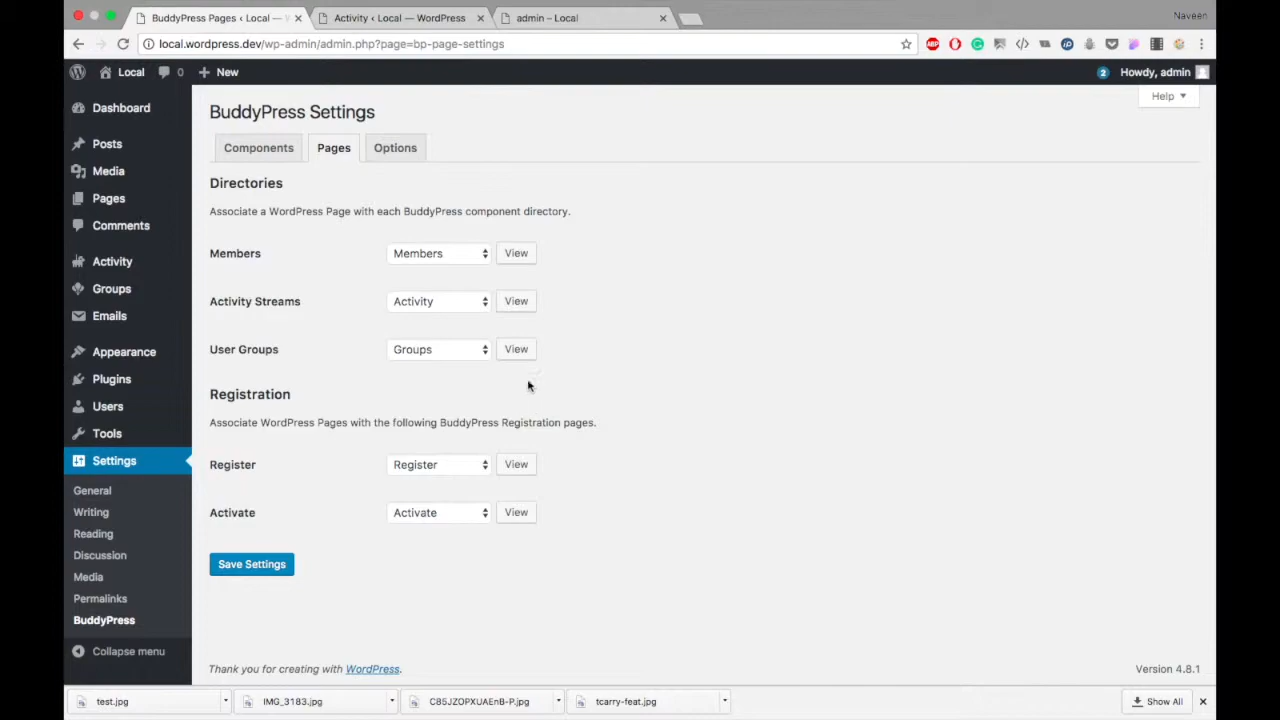 BuddyPress Pages ‹ Local — W
Activity ‹ Local — WordPress
admin – Local
Naveen
local.wordpress.dev/wp-admin/admin.php?page=bp-page-settings
Local
0
New
2
Howdy, admin
Dashboard
Posts
Media
Pages
Comments
Activity
Groups
Emails
Appearance
Plugins
Users
Tools
Settings
General
Writing
Reading
Discussion
Media
Permalinks
BuddyPress
Collapse menu
Help
BuddyPress Settings
Components
Pages
Options
Directories
Associate a WordPress Page with each BuddyPress component directory.
Members Members View
Activity Streams Activity View
User Groups Groups View
Registration
Associate WordPress Pages with the following BuddyPress Registration pages.
Register Register View
Activate Activate View
Save Settings
Thank you for creating with WordPress.
Version 4.8.1
test.jpg
IMG_3183.jpg
C85JZOPXUAEnB-P.jpg
tcarry-feat.jpg
Show All